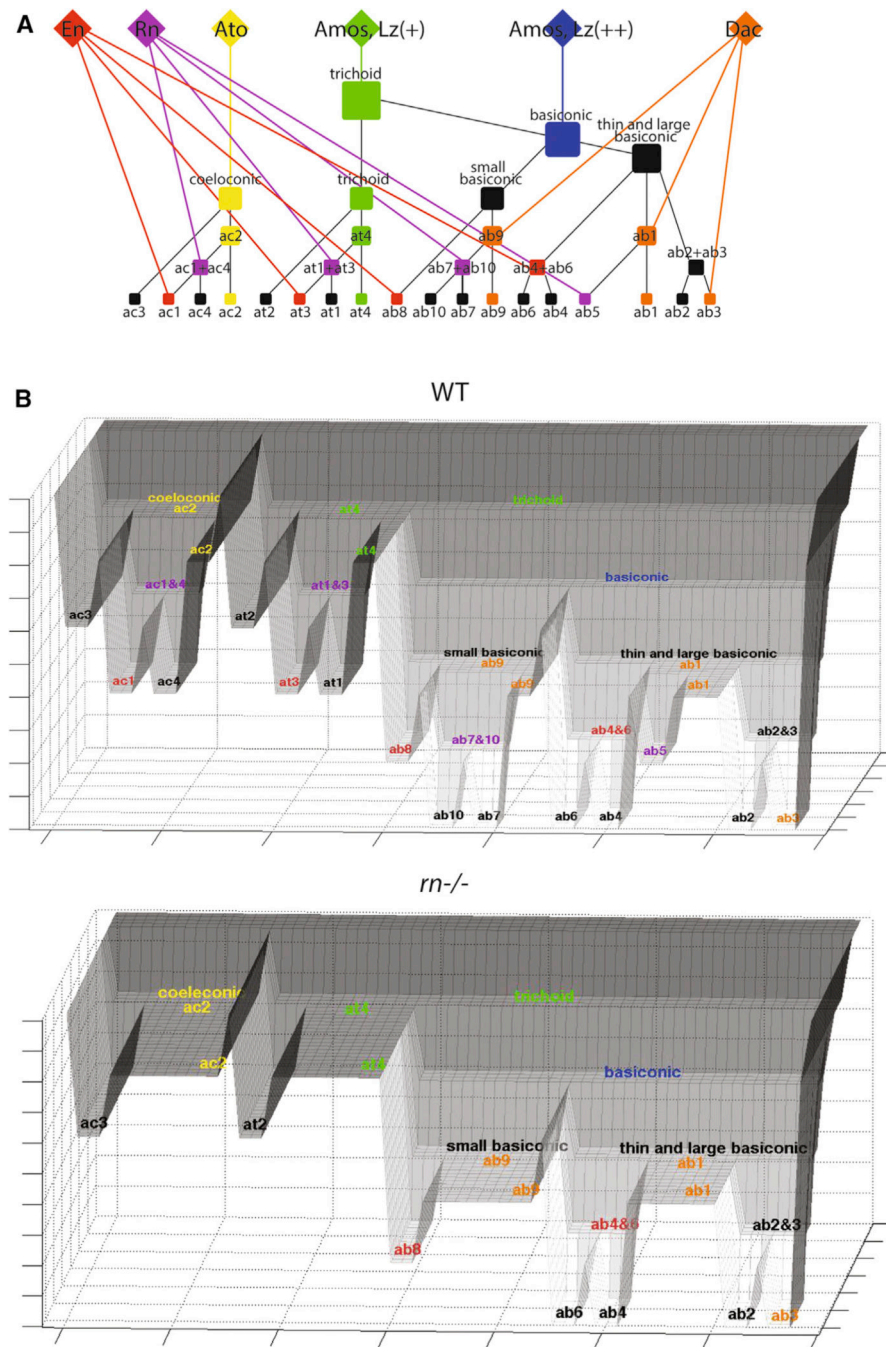 A
En Rn Ato Amos, Lz(+) Amos, Lz(++) Dac
trichoid
basiconic
thin and large
basiconic
small
basiconic
coeloconic
trichoid
ac2
at4
ab9
ab1
ac1+ac4
at1+at3
ab7+ab10
ab4+ab6
ab2+ab3
ac3 ac1 ac4 ac2 at2 at3 at1 at4 ab8 ab10 ab7 ab9 ab6 ab4 ab5 ab1 ab2 ab3
B
WT
coeloconic
ac2
at4
trichoid
ac2
at4
ac1&4
at1&3
basiconic
ac3
at2
small basiconic
thin and large basiconic
ab9
ab1
ac1
ac4
at3
at1
ab9
ab1
ab7&10
ab4&6
ab2&3
ab8
ab5
ab10
ab7
ab6
ab4
ab2
ab3
rn-/-
coeleconic
ac2
at4
trichoid
ac2
at4
basiconic
ac3
at2
small basiconic
thin and large basiconic
ab9
ab1
ab9
ab1
ab4&6
ab2&3
ab8
ab6
ab4
ab2
ab3